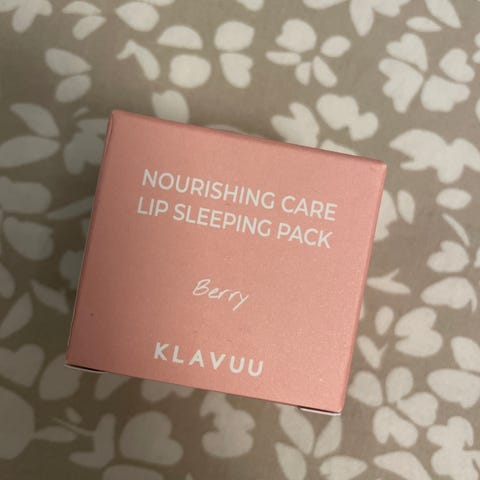 NOURISHING CARE
LIP SLEEPING PACK
Berry
KLAVUU